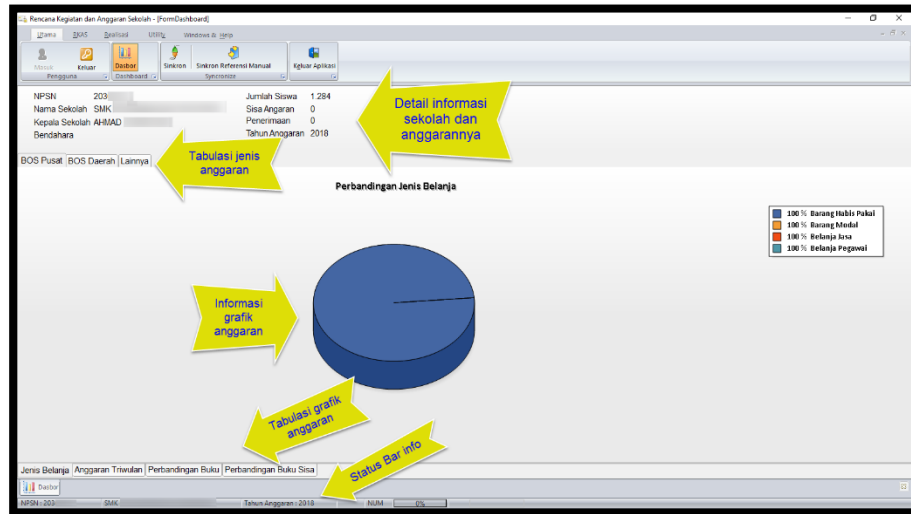 Rencana Kegiatan dan Anggaran Sekolah - [FormDashboard]
Utama RKAS Realisasi Utility Windows & Help
Masuk Keluar Dasbor Sinkron Sinkron Referensi Manual Keluar Aplikasi
Pengguna Dashboard Syncronize
NPSN 203
Nama Sekolah SMK
Kepala Sekolah AHMAD
Bendahara
Jumlah Siswa 1.284
Sisa Angaran 0
Penerimaan 0
Tahun Anggaran 2018
Detail informasi
sekolah dan
anggarannya
BOS Pusat BOS Daerah Lainnya
Tabulasi jenis
anggaran
Perbandingan Jenis Belanja
100 % Barang Habis Pakai
100 % Barang Modal
100 % Belanja Jasa
100 % Belanja Pegawai
Informasi
grafik
anggaran
Tabulasi grafik
anggaran
Status Bar info
Jenis Belanja Anggaran Triwulan Perbandingan Buku Perbandingan Buku Sisa
Dasbor
NPSN : 203 SMK Tahun Anggaran : 2018 NUM 0%